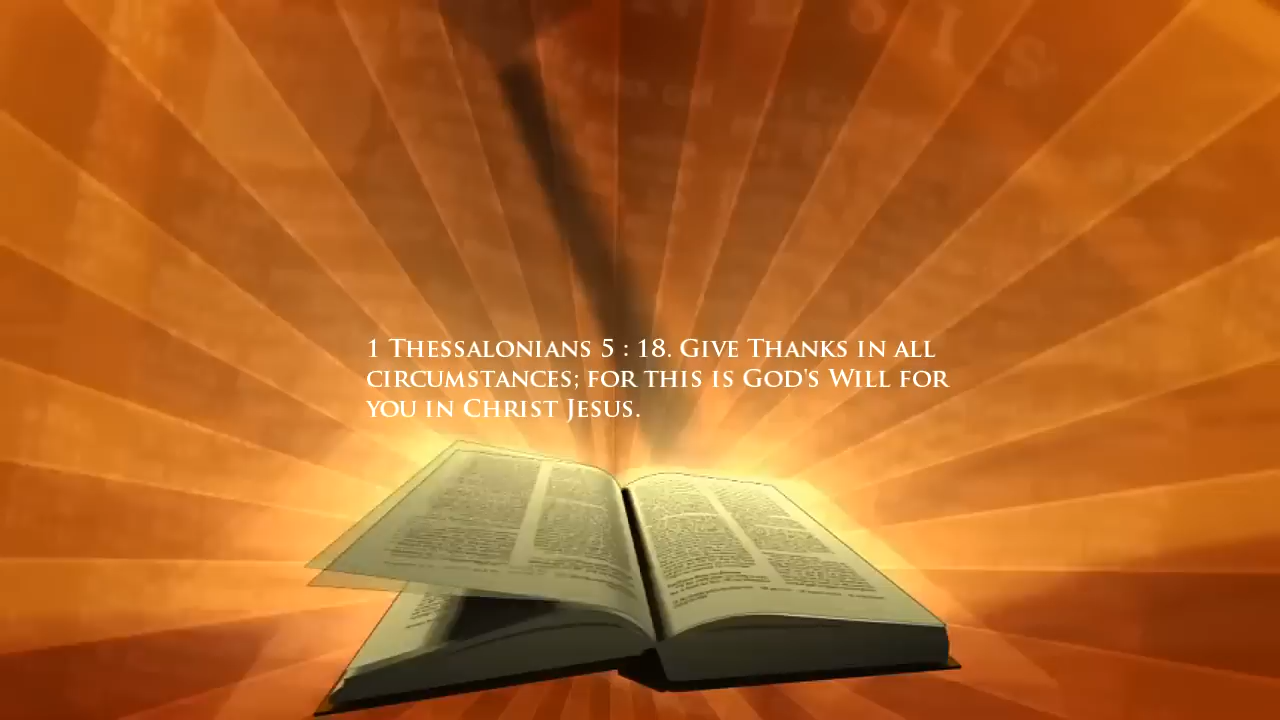 1 Thessalonians 5 : 18. Give Thanks in all
circumstances; for this is God's Will for
you in Christ Jesus.